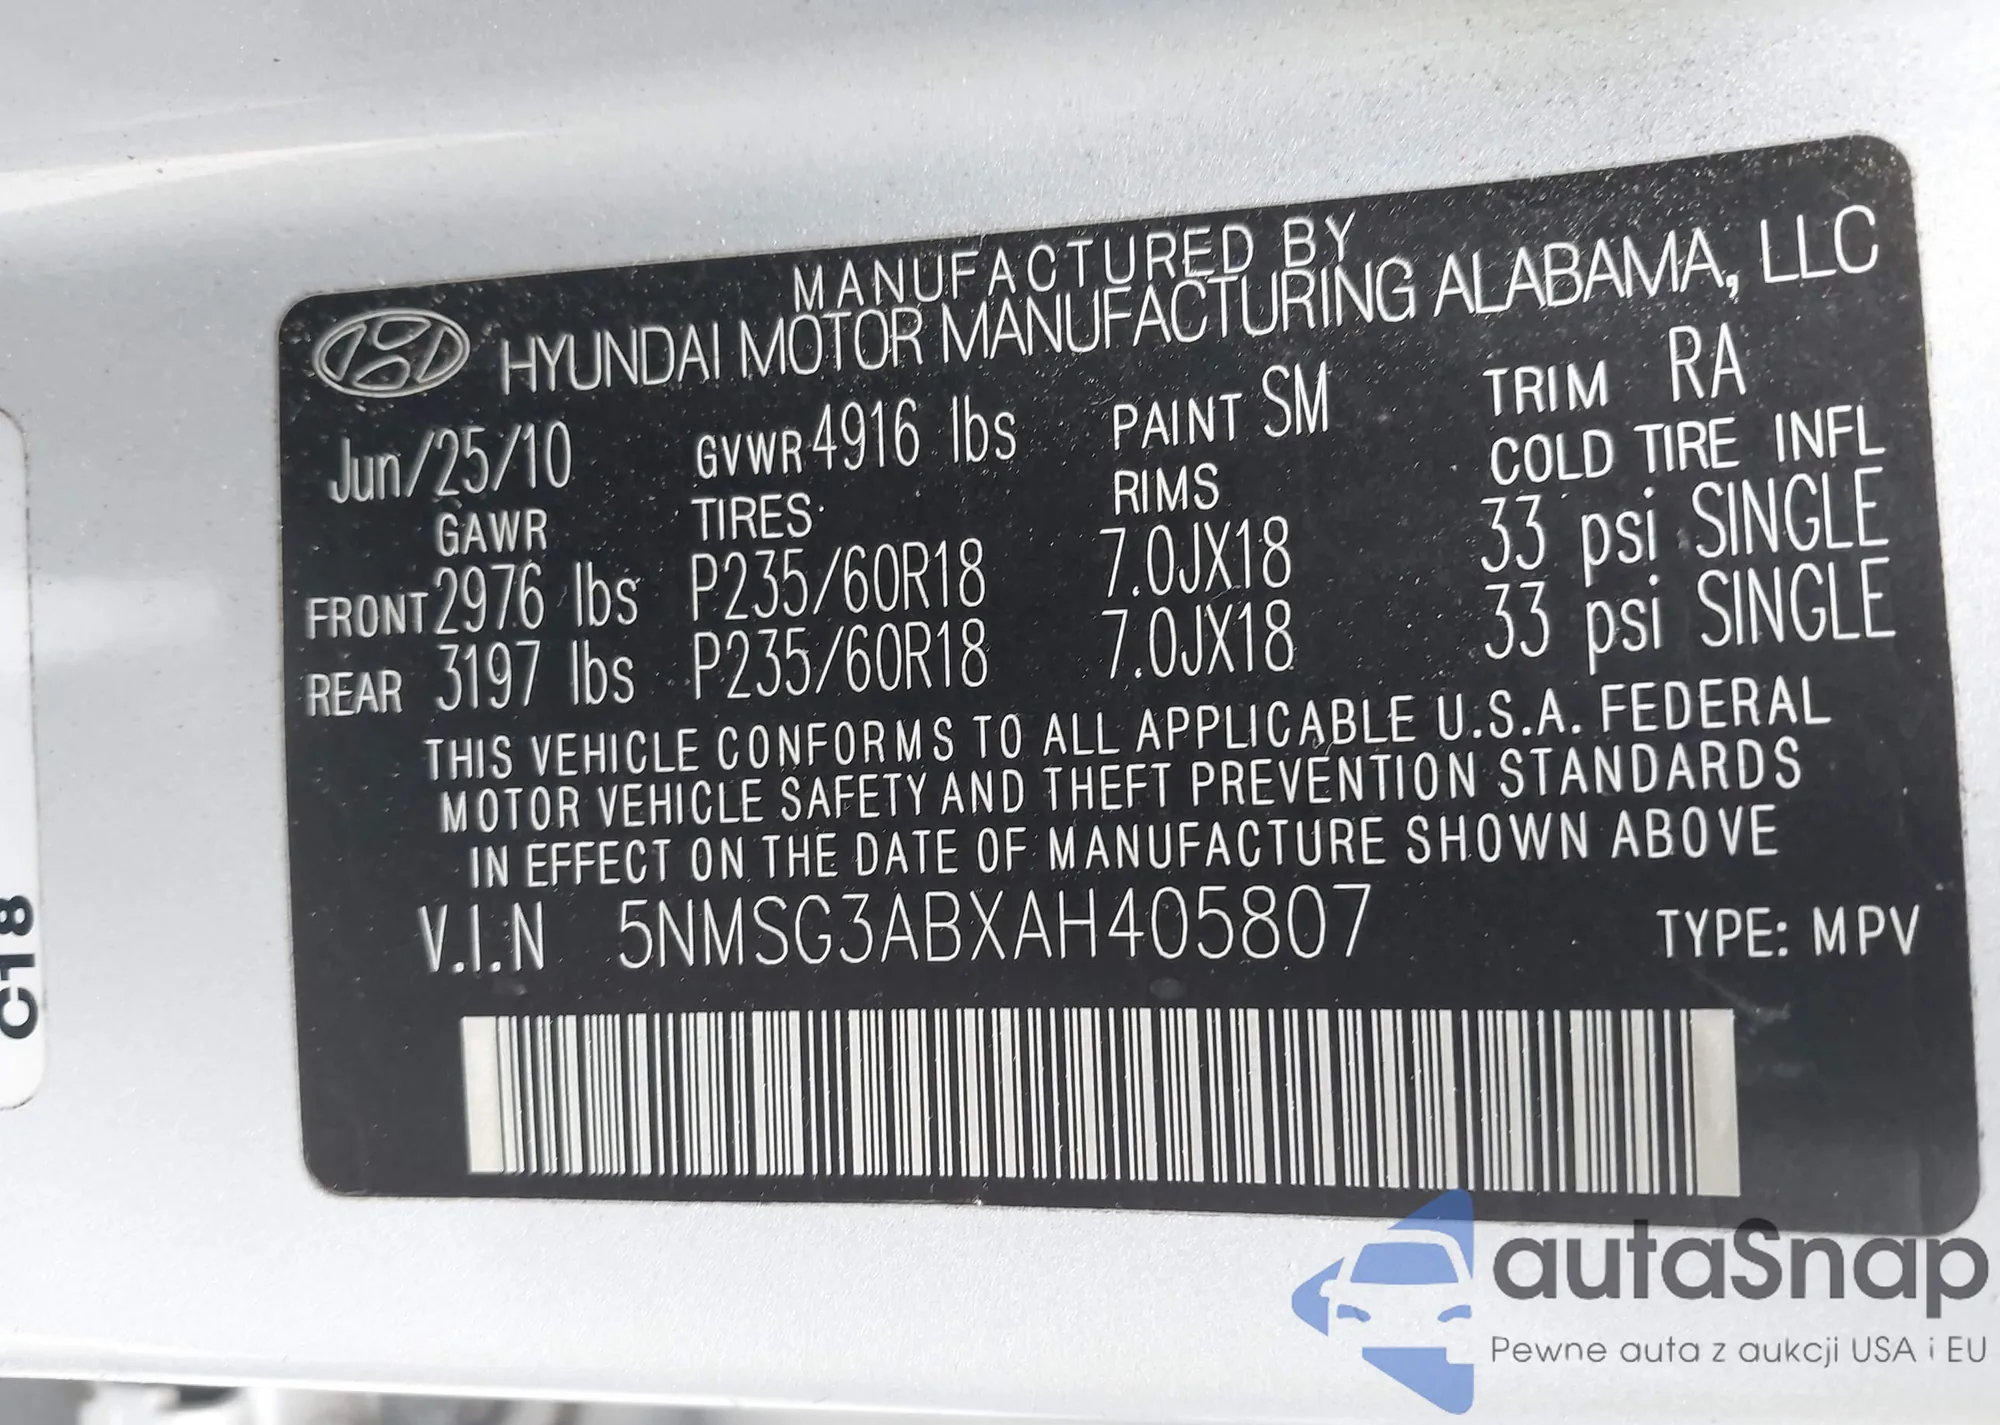 MANUFACTURED BY
HYUNDAI MOTOR MANUFACTURING ALABAMA, LLC
Jun/25/10 GVWR 4916 lbs PAINT SM TRIM RA
GAWR TIRES RIMS COLD TIRE INFL
FRONT 2976 lbs P235/60R18 7.0JX18 33 psi SINGLE
REAR 3197 lbs P235/60R18 7.0JX18 33 psi SINGLE
THIS VEHICLE CONFORMS TO ALL APPLICABLE U.S.A. FEDERAL
MOTOR VEHICLE SAFETY AND THEFT PREVENTION STANDARDS
IN EFFECT ON THE DATE OF MANUFACTURE SHOWN ABOVE
V.I.N 5NMSG3ABXAH405807 TYPE: MPV
C18
autaSnap
Pewne auta z aukcji USA i EU